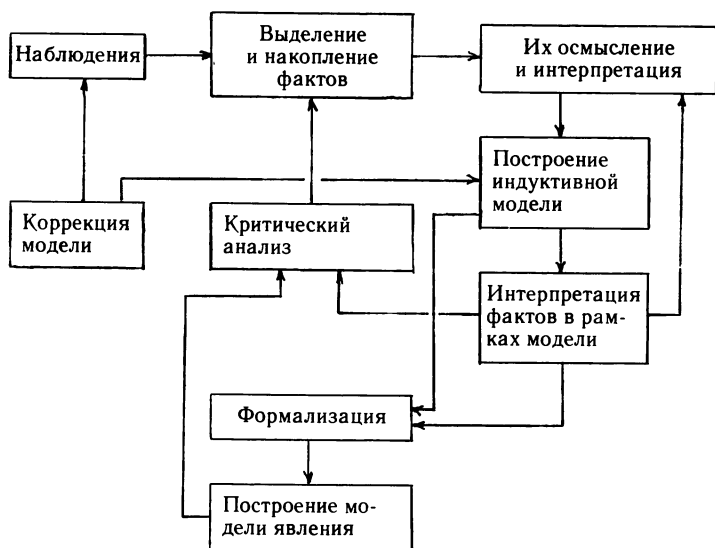 Наблюдения
Выделение
и накопление
фактов
Их осмысление
и интерпретация
Построение
индуктивной
модели
Коррекция
модели
Критический
анализ
Интерпретация
фактов в рам-
ках модели
Формализация
Построение мо-
дели явления